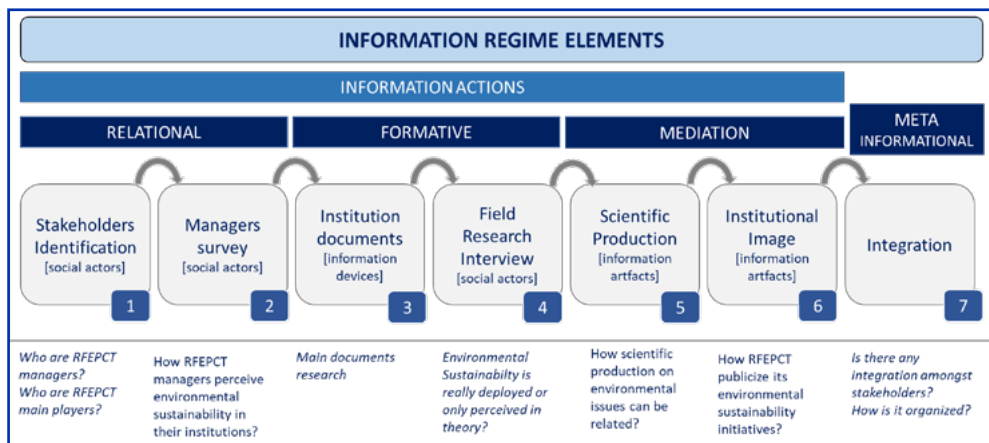 INFORMATION REGIME ELEMENTS
INFORMATION ACTIONS
RELATIONAL
FORMATIVE
MEDIATION
META
INFORMATIONAL
Stakeholders
Identification
[social actors]
1
Managers
survey
[social actors]
2
Institution
documents
[information
devices]
3
Field
Research
Interview
[social actors]
4
Scientific
Production
[information
artfacts]
5
Institutional
Image
[information
artfacts]
6
Integration
7
Who are RFEPCT
managers?
Who are RFEPCT
main players?
How RFEPCT
managers perceive
environmental
sustainability in
their institutions?
Main documents
research
Environmental
Sustainabilty is
really deployed or
only perceived in
theory?
How scientific
production on
environmental
issues can be
related?
How RFEPCT
publicize its
environmental
sustainability
initiatives?
Is there any
integration amongst
stakeholders?
How is it organized?